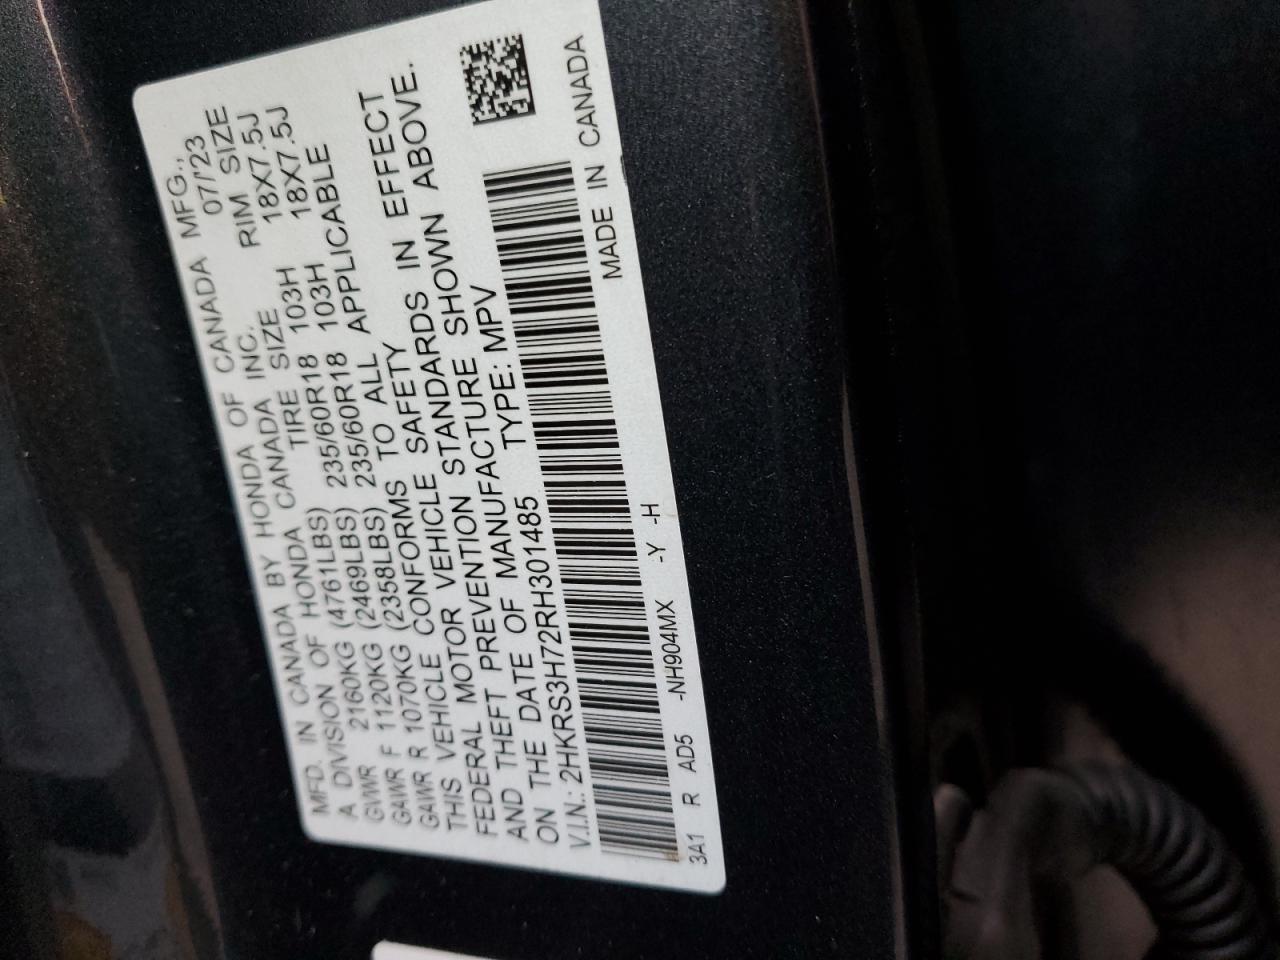 MFD. IN CANADA BY HONDA OF CANADA MFG.,
A DIVISION OF HONDA CANADA INC. 07/'23
GVWR 2160KG (4761LBS) TIRE SIZE RIM SIZE
GAWR F 1120KG (2469LBS) 235/60R18 103H 18X7.5J
GAWR R 1070KG (2358LBS) 235/60R18 103H 18X7.5J
THIS VEHICLE CONFORMS TO ALL APPLICABLE
FEDERAL MOTOR VEHICLE SAFETY
AND THEFT PREVENTION STANDARDS IN EFFECT
ON THE DATE OF MANUFACTURE SHOWN ABOVE.
V.I.N.: 2HKRS3H72RH301485 TYPE: MPV
3A1 R AD5 -NH904MX -Y -H MADE IN CANADA